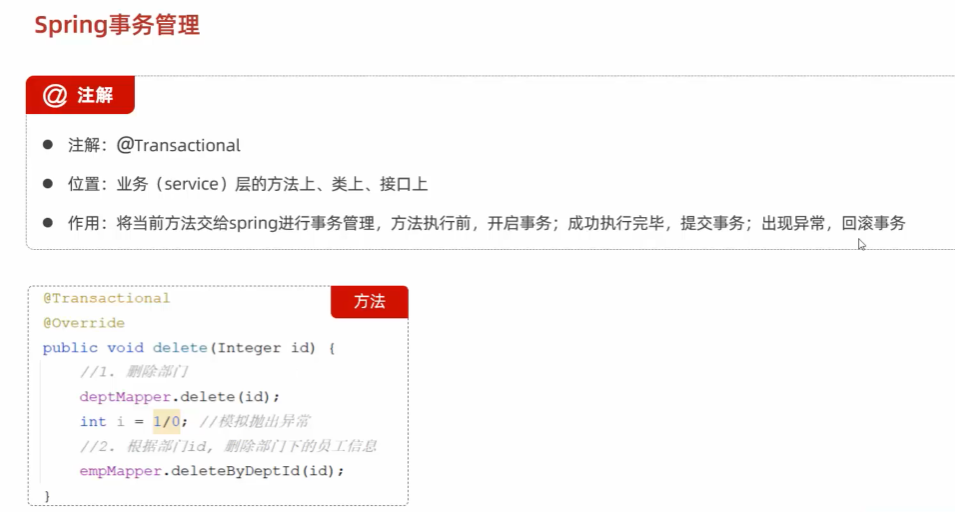 Spring事务管理
@ 注解
● 注解：@Transactional
● 位置：业务（service）层的方法上、类上、接口上
● 作用：将当前方法交给spring进行事务管理，方法执行前，开启事务；成功执行完毕，提交事务；出现异常，回滚事务
方法
@Transactional
@Override
public void delete(Integer id) {
//1. 删除部门
deptMapper.delete(id);
int i = 1/0; //模拟抛出异常
//2. 根据部门id, 删除部门下的员工信息
empMapper.deleteByDeptId(id);
}